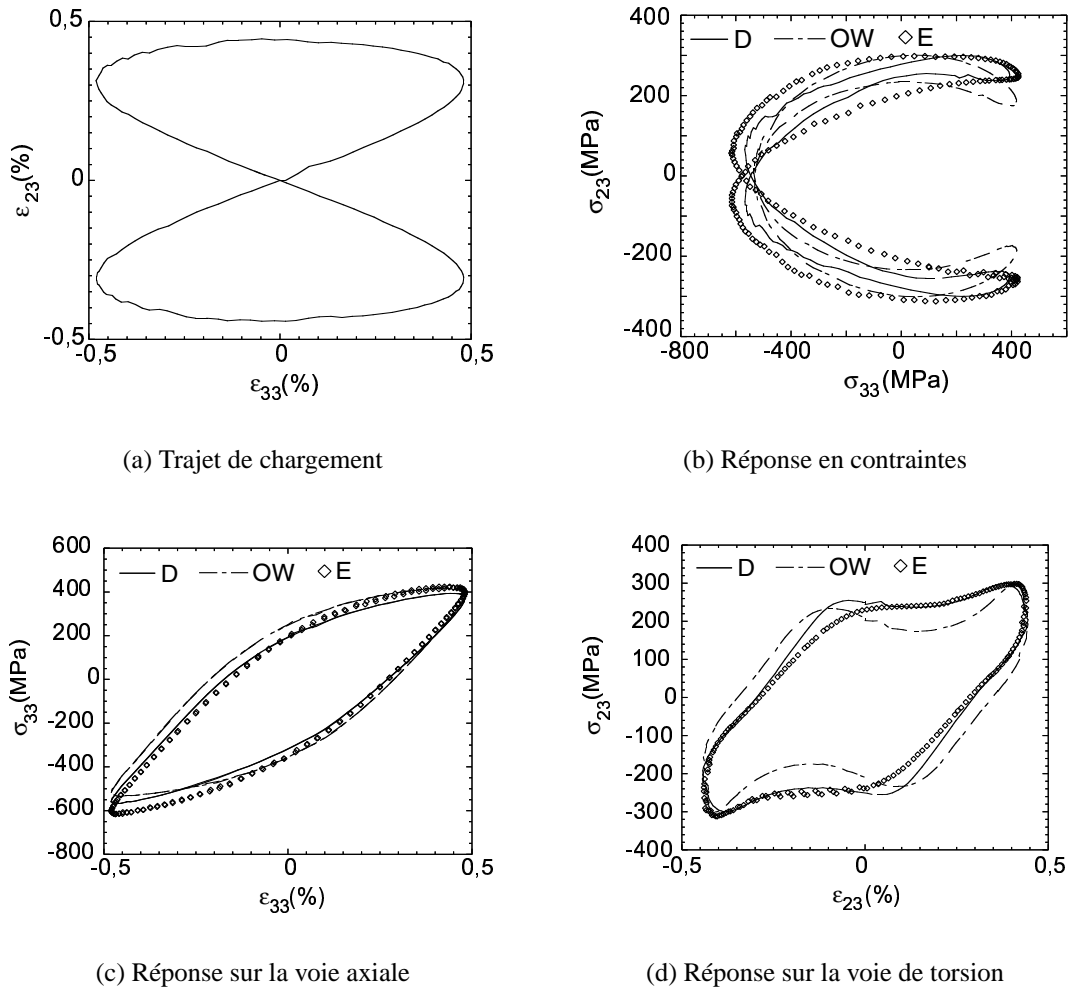 0,5
0
-0,5
ε23(%)
-0,5
0
0,5
ε33(%)
(a) Trajet de chargement
D
OW
E
400
200
0
-200
-400
σ23(MPa)
-800
-400
0
400
σ33(MPa)
(b) Réponse en contraintes
D
OW
E
600
400
200
0
-200
-400
-600
-800
σ33(MPa)
-0,5
0
0,5
ε33(%)
(c) Réponse sur la voie axiale
D
OW
E
400
300
200
100
0
-100
-200
-300
-400
σ23(MPa)
-0,5
0
0,5
ε23(%)
(d) Réponse sur la voie de torsion